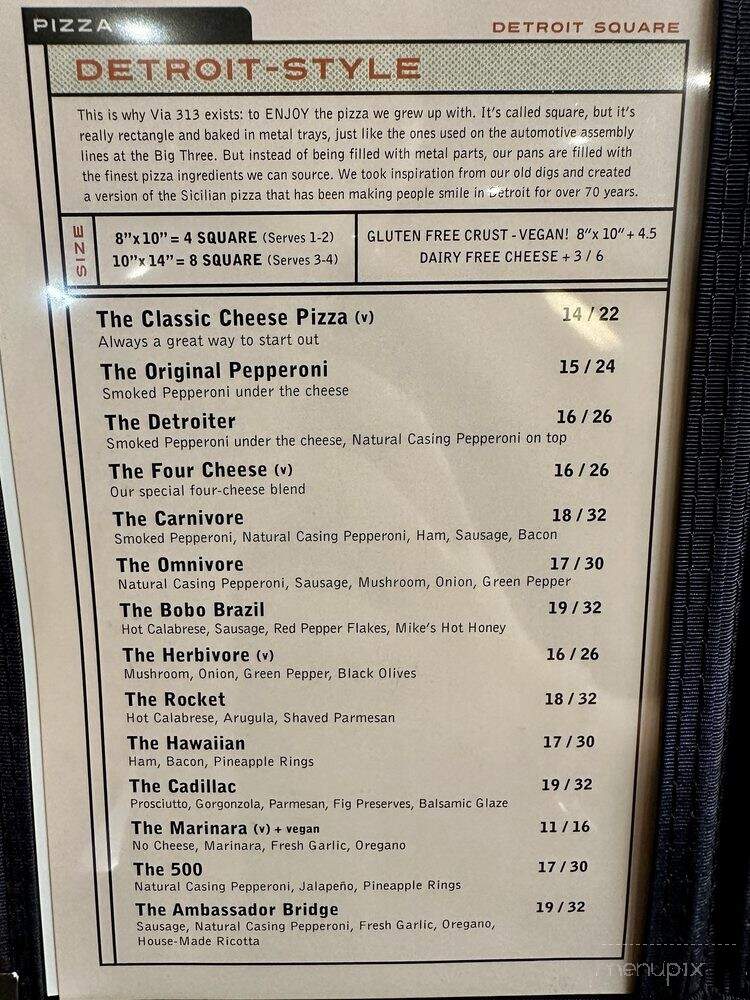 PIZZA
DETROIT SQUARE
DETROIT-STYLE
This is why Via 313 exists: to ENJOY the pizza we grew up with. It's called square, but it's
really rectangle and baked in metal trays, just like the ones used on the automotive assembly
lines at the Big Three. But instead of being filled with metal parts, our pans are filled with
the finest pizza ingredients we can source. We took inspiration from our old digs and created
a version of the Sicilian pizza that has been making people smile in Detroit for over 70 years.
SIZE
8"x10" = 4 SQUARE (Serves 1-2)
10"x 14" = 8 SQUARE (Serves 3-4)
GLUTEN FREE CRUST - VEGAN! 8"x 10" + 4.5
DAIRY FREE CHEESE + 3 / 6
The Classic Cheese Pizza (v) 14 / 22
Always a great way to start out
The Original Pepperoni 15 / 24
Smoked Pepperoni under the cheese
The Detroiter 16 / 26
Smoked Pepperoni under the cheese, Natural Casing Pepperoni on top
The Four Cheese (v) 16 / 26
Our special four-cheese blend
The Carnivore 18 / 32
Smoked Pepperoni, Natural Casing Pepperoni, Ham, Sausage, Bacon
The Omnivore 17 / 30
Natural Casing Pepperoni, Sausage, Mushroom, Onion, Green Pepper
The Bobo Brazil 19 / 32
Hot Calabrese, Sausage, Red Pepper Flakes, Mike's Hot Honey
The Herbivore (v) 16 / 26
Mushroom, Onion, Green Pepper, Black Olives
The Rocket 18 / 32
Hot Calabrese, Arugula, Shaved Parmesan
The Hawaiian 17 / 30
Ham, Bacon, Pineapple Rings
The Cadillac 19 / 32
Prosciutto, Gorgonzola, Parmesan, Fig Preserves, Balsamic Glaze
The Marinara (v) + vegan 11 / 16
No Cheese, Marinara, Fresh Garlic, Oregano
The 500 17 / 30
Natural Casing Pepperoni, Jalapeño, Pineapple Rings
The Ambassador Bridge 19 / 32
Sausage, Natural Casing Pepperoni, Fresh Garlic, Oregano,
House-Made Ricotta
menupix